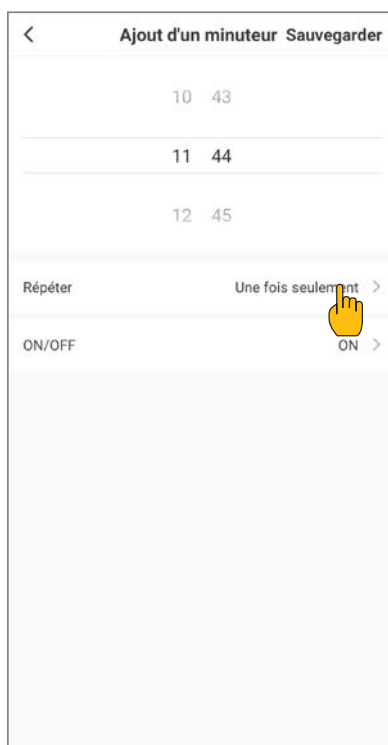 Ajout d'un minuteur Sauvegarder
10 43
11 44
12 45
Répéter Une fois seulement
ON/OFF ON